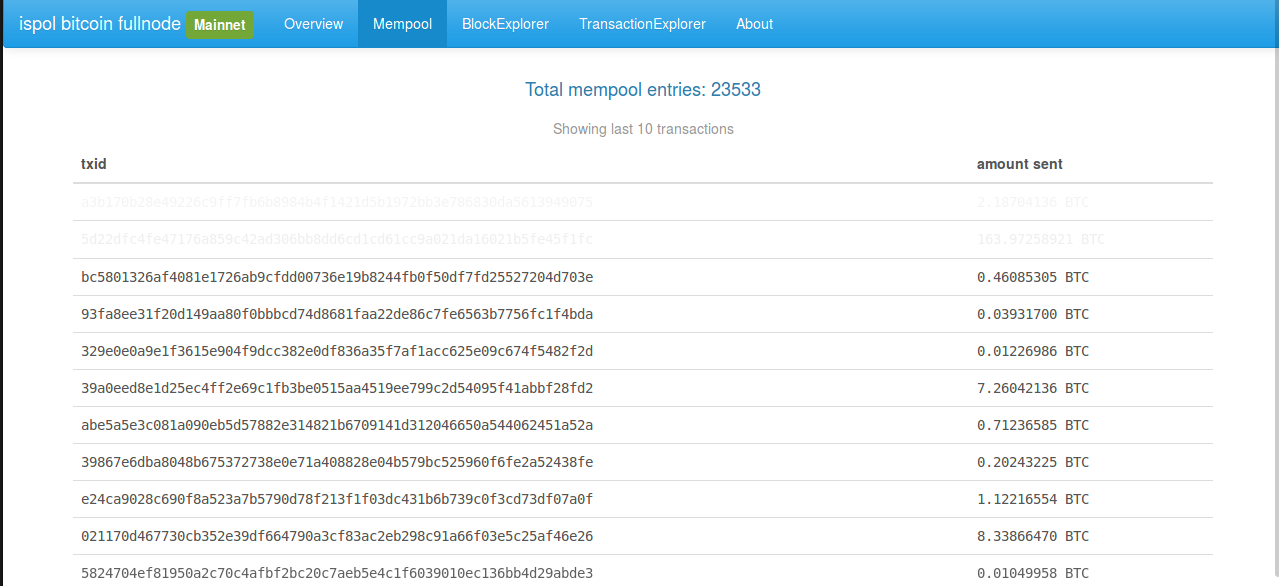 ispol bitcoin fullnode Mainnet Overview Mempool BlockExplorer TransactionExplorer About
Total mempool entries: 23533
Showing last 10 transactions
txid amount sent
a3b170b28e49226c9ff7fb6b8984b4f1421d5b1972bb3e786830da5613949075 2.18704136 BTC
5d22dfc4fe47176a859c42ad306bb8dd6cd1cd61cc9a021da16021b5fe45f1fc 163.97258921 BTC
bc5801326af4081e1726ab9cfdd00736e19b8244fb0f50df7fd25527204d703e 0.46085305 BTC
93fa8ee31f20d149aa80f0bbbcd74d8681faa22de86c7fe6563b7756fc1f4bda 0.03931700 BTC
329e0e0a9e1f3615e904f9dcc382e0df836a35f7af1acc625e09c674f5482f2d 0.01226986 BTC
39a0eed8e1d25ec4ff2e69c1fb3be0515aa4519ee799c2d54095f41abbf28fd2 7.26042136 BTC
abe5a5e3c081a090eb5d57882e314821b6709141d312046650a544062451a52a 0.71236585 BTC
39867e6dba8048b675372738e0e71a408828e04b579bc525960f6fe2a52438fe 0.20243225 BTC
e24ca9028c690f8a523a7b5790d78f213f1f03dc431b6b739c0f3cd73df07a0f 1.12216554 BTC
021170d467730cb352e39df664790a3cf83ac2eb298c91a66f03e5c25af46e26 8.33866470 BTC
5824704ef81950a2c70c4afbf2bc20c7aeb5e4c1f6039010ec136bb4d29abde3 0.01049958 BTC